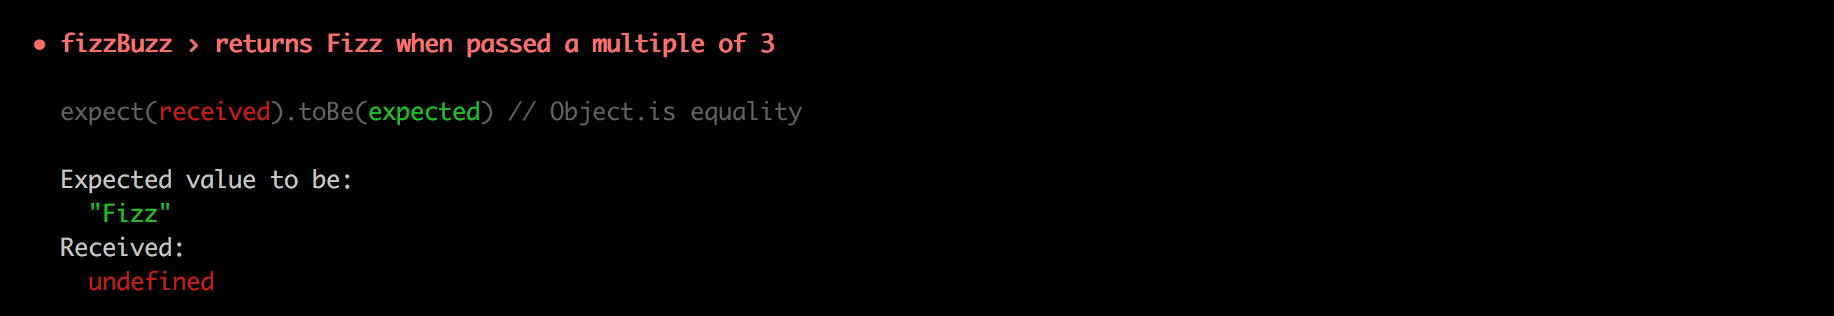 ● fizzBuzz › returns Fizz when passed a multiple of 3
expect(received).toBe(expected) // Object.is equality
Expected value to be:
"Fizz"
Received:
undefined